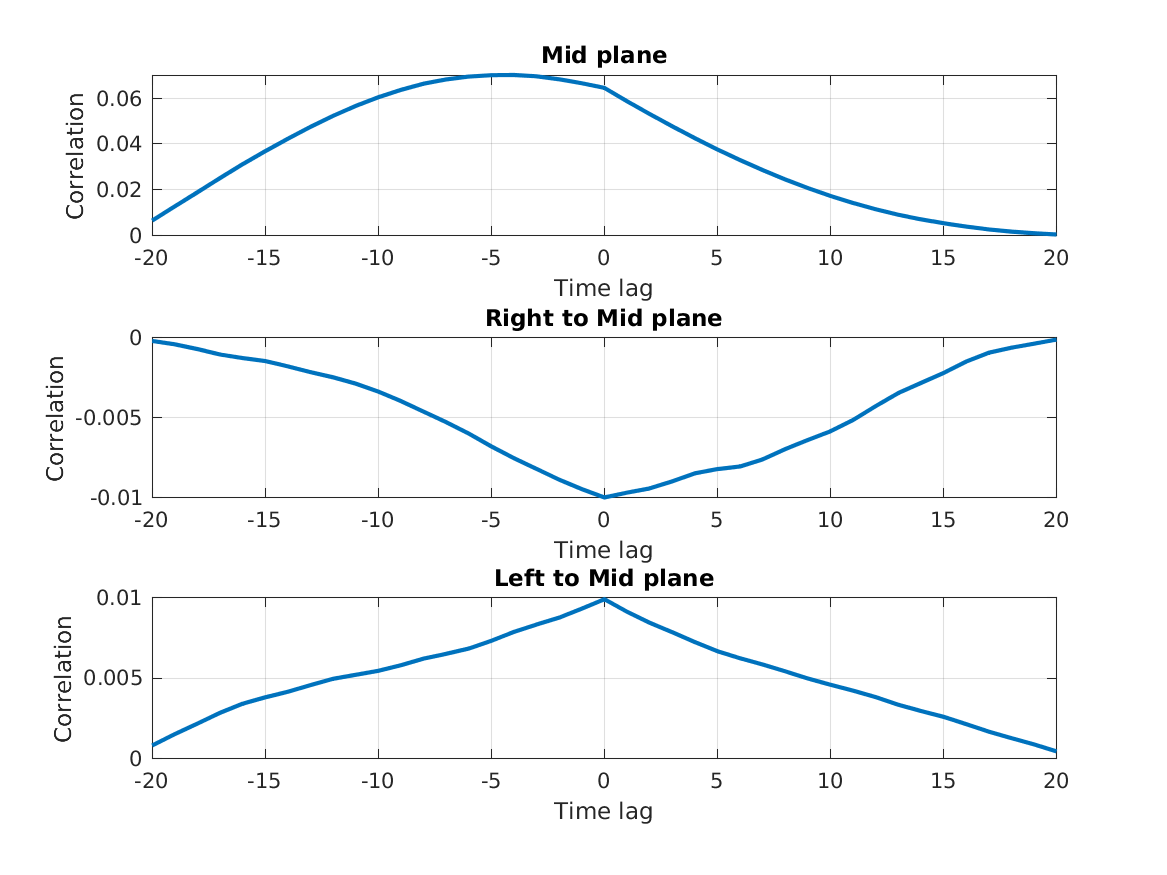 Mid plane
Correlation
0.06
0.04
0.02
0
-20 -15 -10 -5 0 5 10 15 20
Time lag
Right to Mid plane
Correlation
0
-0.005
-0.01
-20 -15 -10 -5 0 5 10 15 20
Time lag
Left to Mid plane
Correlation
0.01
0.005
0
-20 -15 -10 -5 0 5 10 15 20
Time lag